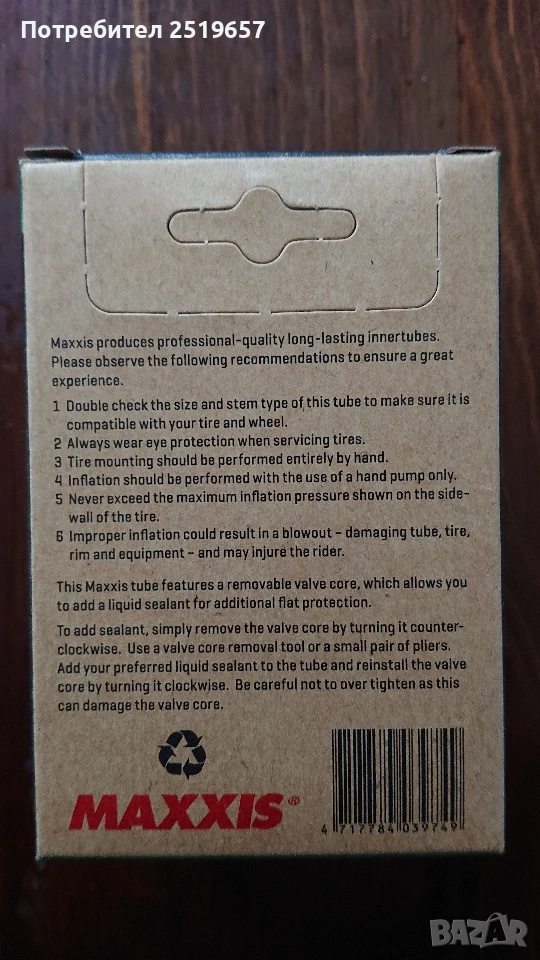 Потребител 2519657
Maxxis produces professional-quality long-lasting innertubes.
Please observe the following recommendations to ensure a great
experience.
1 Double check the size and stem type of this tube to make sure it is
compatible with your tire and wheel.
2 Always wear eye protection when servicing tires.
3 Tire mounting should be performed entirely by hand.
4 Inflation should be performed with the use of a hand pump only.
5 Never exceed the maximum inflation pressure shown on the side-
wall of the tire.
6 Improper inflation could result in a blowout – damaging tube, tire,
rim and equipment – and may injure the rider.
This Maxxis tube features a removable valve core, which allows you
to add a liquid sealant for additional flat protection.
To add sealant, simply remove the valve core by turning it counter-
clockwise. Use a valve core removal tool or a small pair of pliers.
Add your preferred liquid sealant to the tube and reinstall the valve
core by turning it clockwise. Be careful not to over tighten as this
can damage the valve core.
MAXXIS®
4 717784 039749
BAZAR